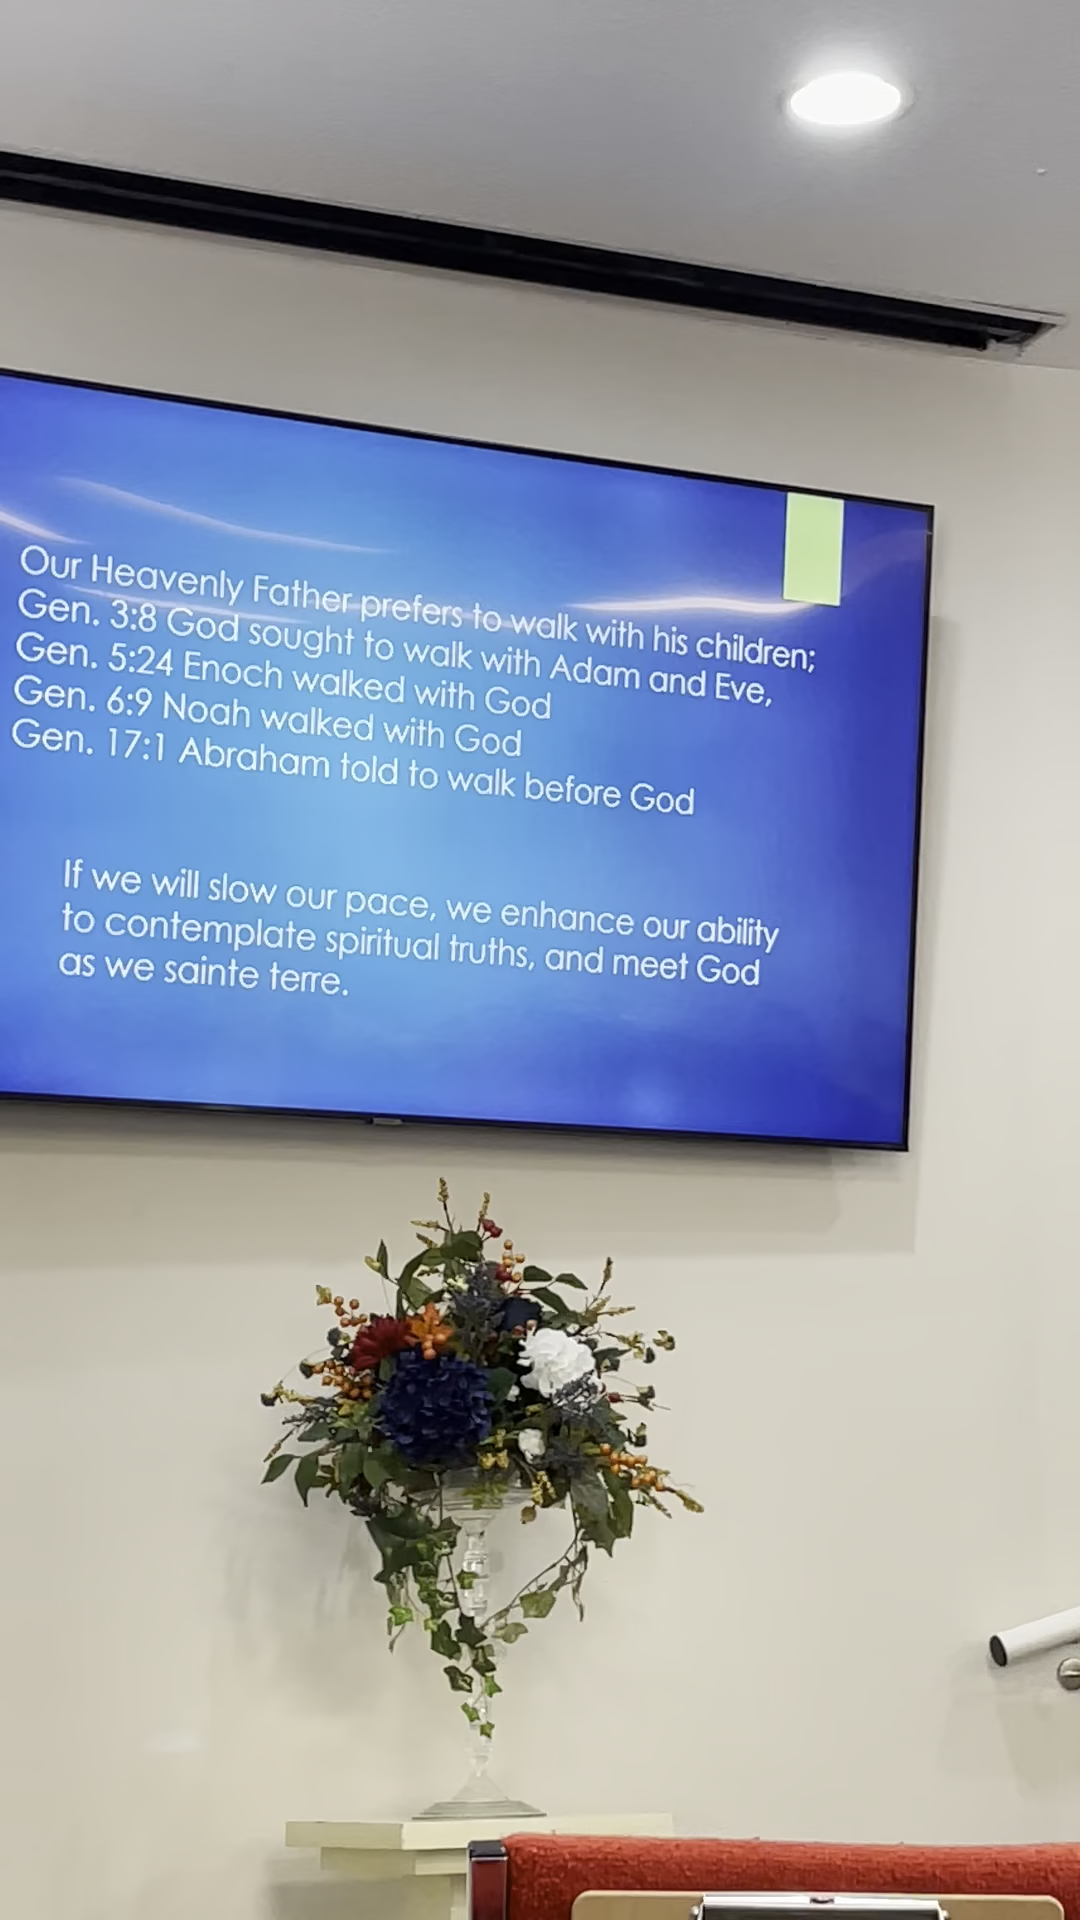 Our Heavenly Father prefers to walk with his children;
Gen. 3:8 God sought to walk with Adam and Eve,
Gen. 5:24 Enoch walked with God
Gen. 6:9 Noah walked with God
Gen. 17:1 Abraham told to walk before God
If we will slow our pace, we enhance our ability
to contemplate spiritual truths, and meet God
as we sainte terre.